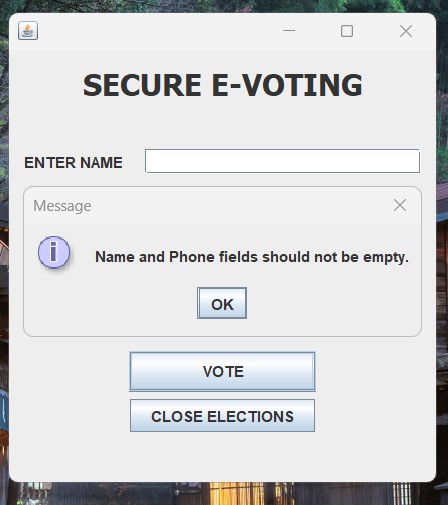 SECURE E-VOTING
ENTER NAME
Message
Name and Phone fields should not be empty.
OK
VOTE
CLOSE ELECTIONS